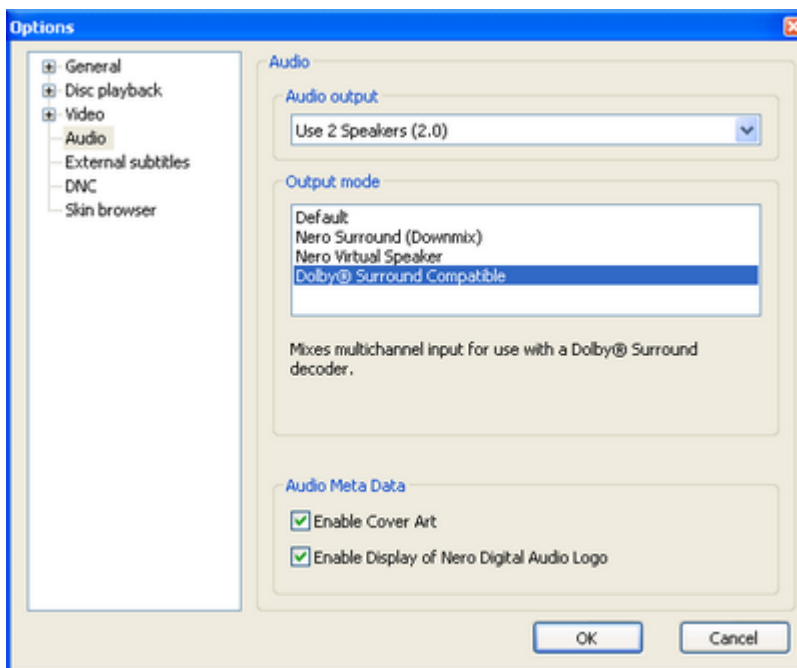 Options
General
Disc playback
Video
Audio
External subtitles
DNC
Skin browser
Audio
Audio output
Use 2 Speakers (2.0)
Output mode
Default
Nero Surround (Downmix)
Nero Virtual Speaker
Dolby® Surround Compatible
Mixes multichannel input for use with a Dolby® Surround
decoder.
Audio Meta Data
Enable Cover Art
Enable Display of Nero Digital Audio Logo
OK
Cancel